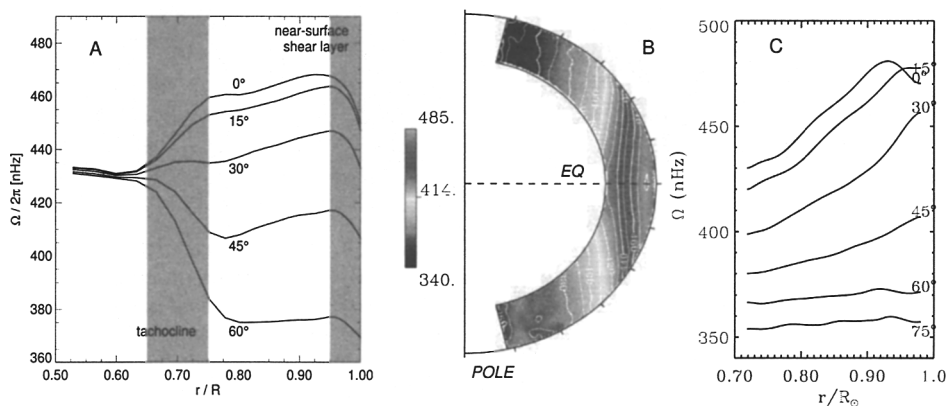 A
near-surface
shear layer
0°
15°
30°
45°
60°
tachocline
480
460
440
420
400
380
360
Ω / 2π [nHz]
0.50
0.60
0.70
0.80
0.90
1.00
r / R
B
485.
414.
340.
EQ
POLE
C
500
450
400
350
Ω (nHz)
15°
0°
30°
45°
60°
75°
0.70
0.80
0.90
1.0
r/R⊙